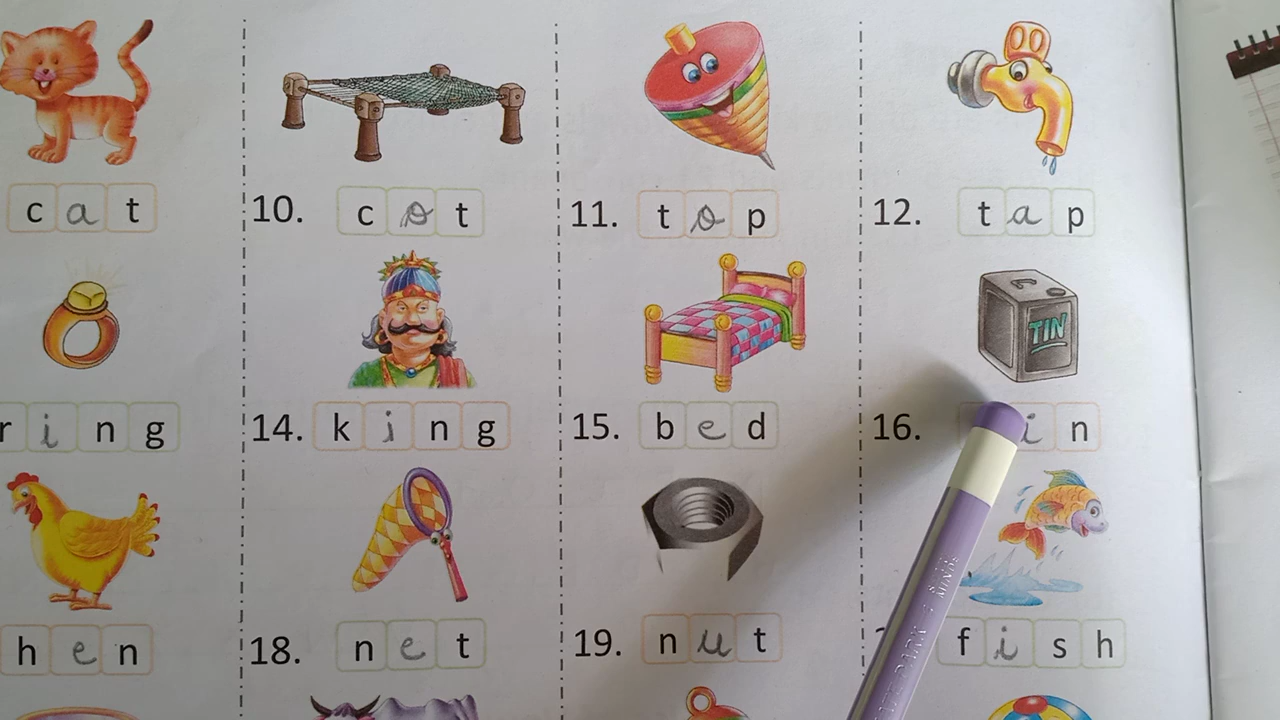 c a t 10. c o t 11. t o p 12. t a p
TIN
r i n g 14. k i n g 15. b e d 16. i n
h e n 18. n e t 19. n u t f i s h